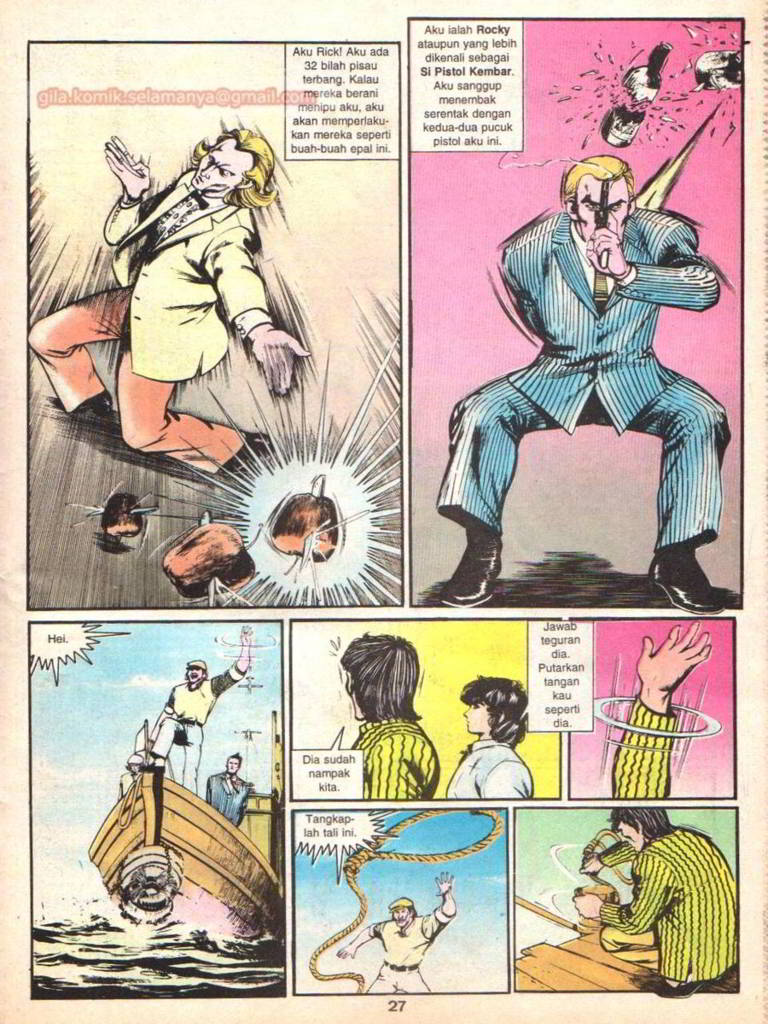 Aku Rick! Aku ada
32 bilah pisau
terbang. Kalau
mereka berani
menipu aku, aku
akan memperlaku-
kan mereka seperti
buah-buah epal ini.
gila.komik.selamanya@gmail.com
Aku ialah Rocky
ataupun yang lebih
dikenali sebagai
Si Pistol Kembar.
Aku sanggup
menembak
serentak dengan
kedua-dua pucuk
pistol aku ini.
Hei.
Dia sudah
nampak
kita.
Jawab
teguran
dia.
Putarkan
tangan
kau
seperti
dia.
Tangkap-
lah tali ini.
27